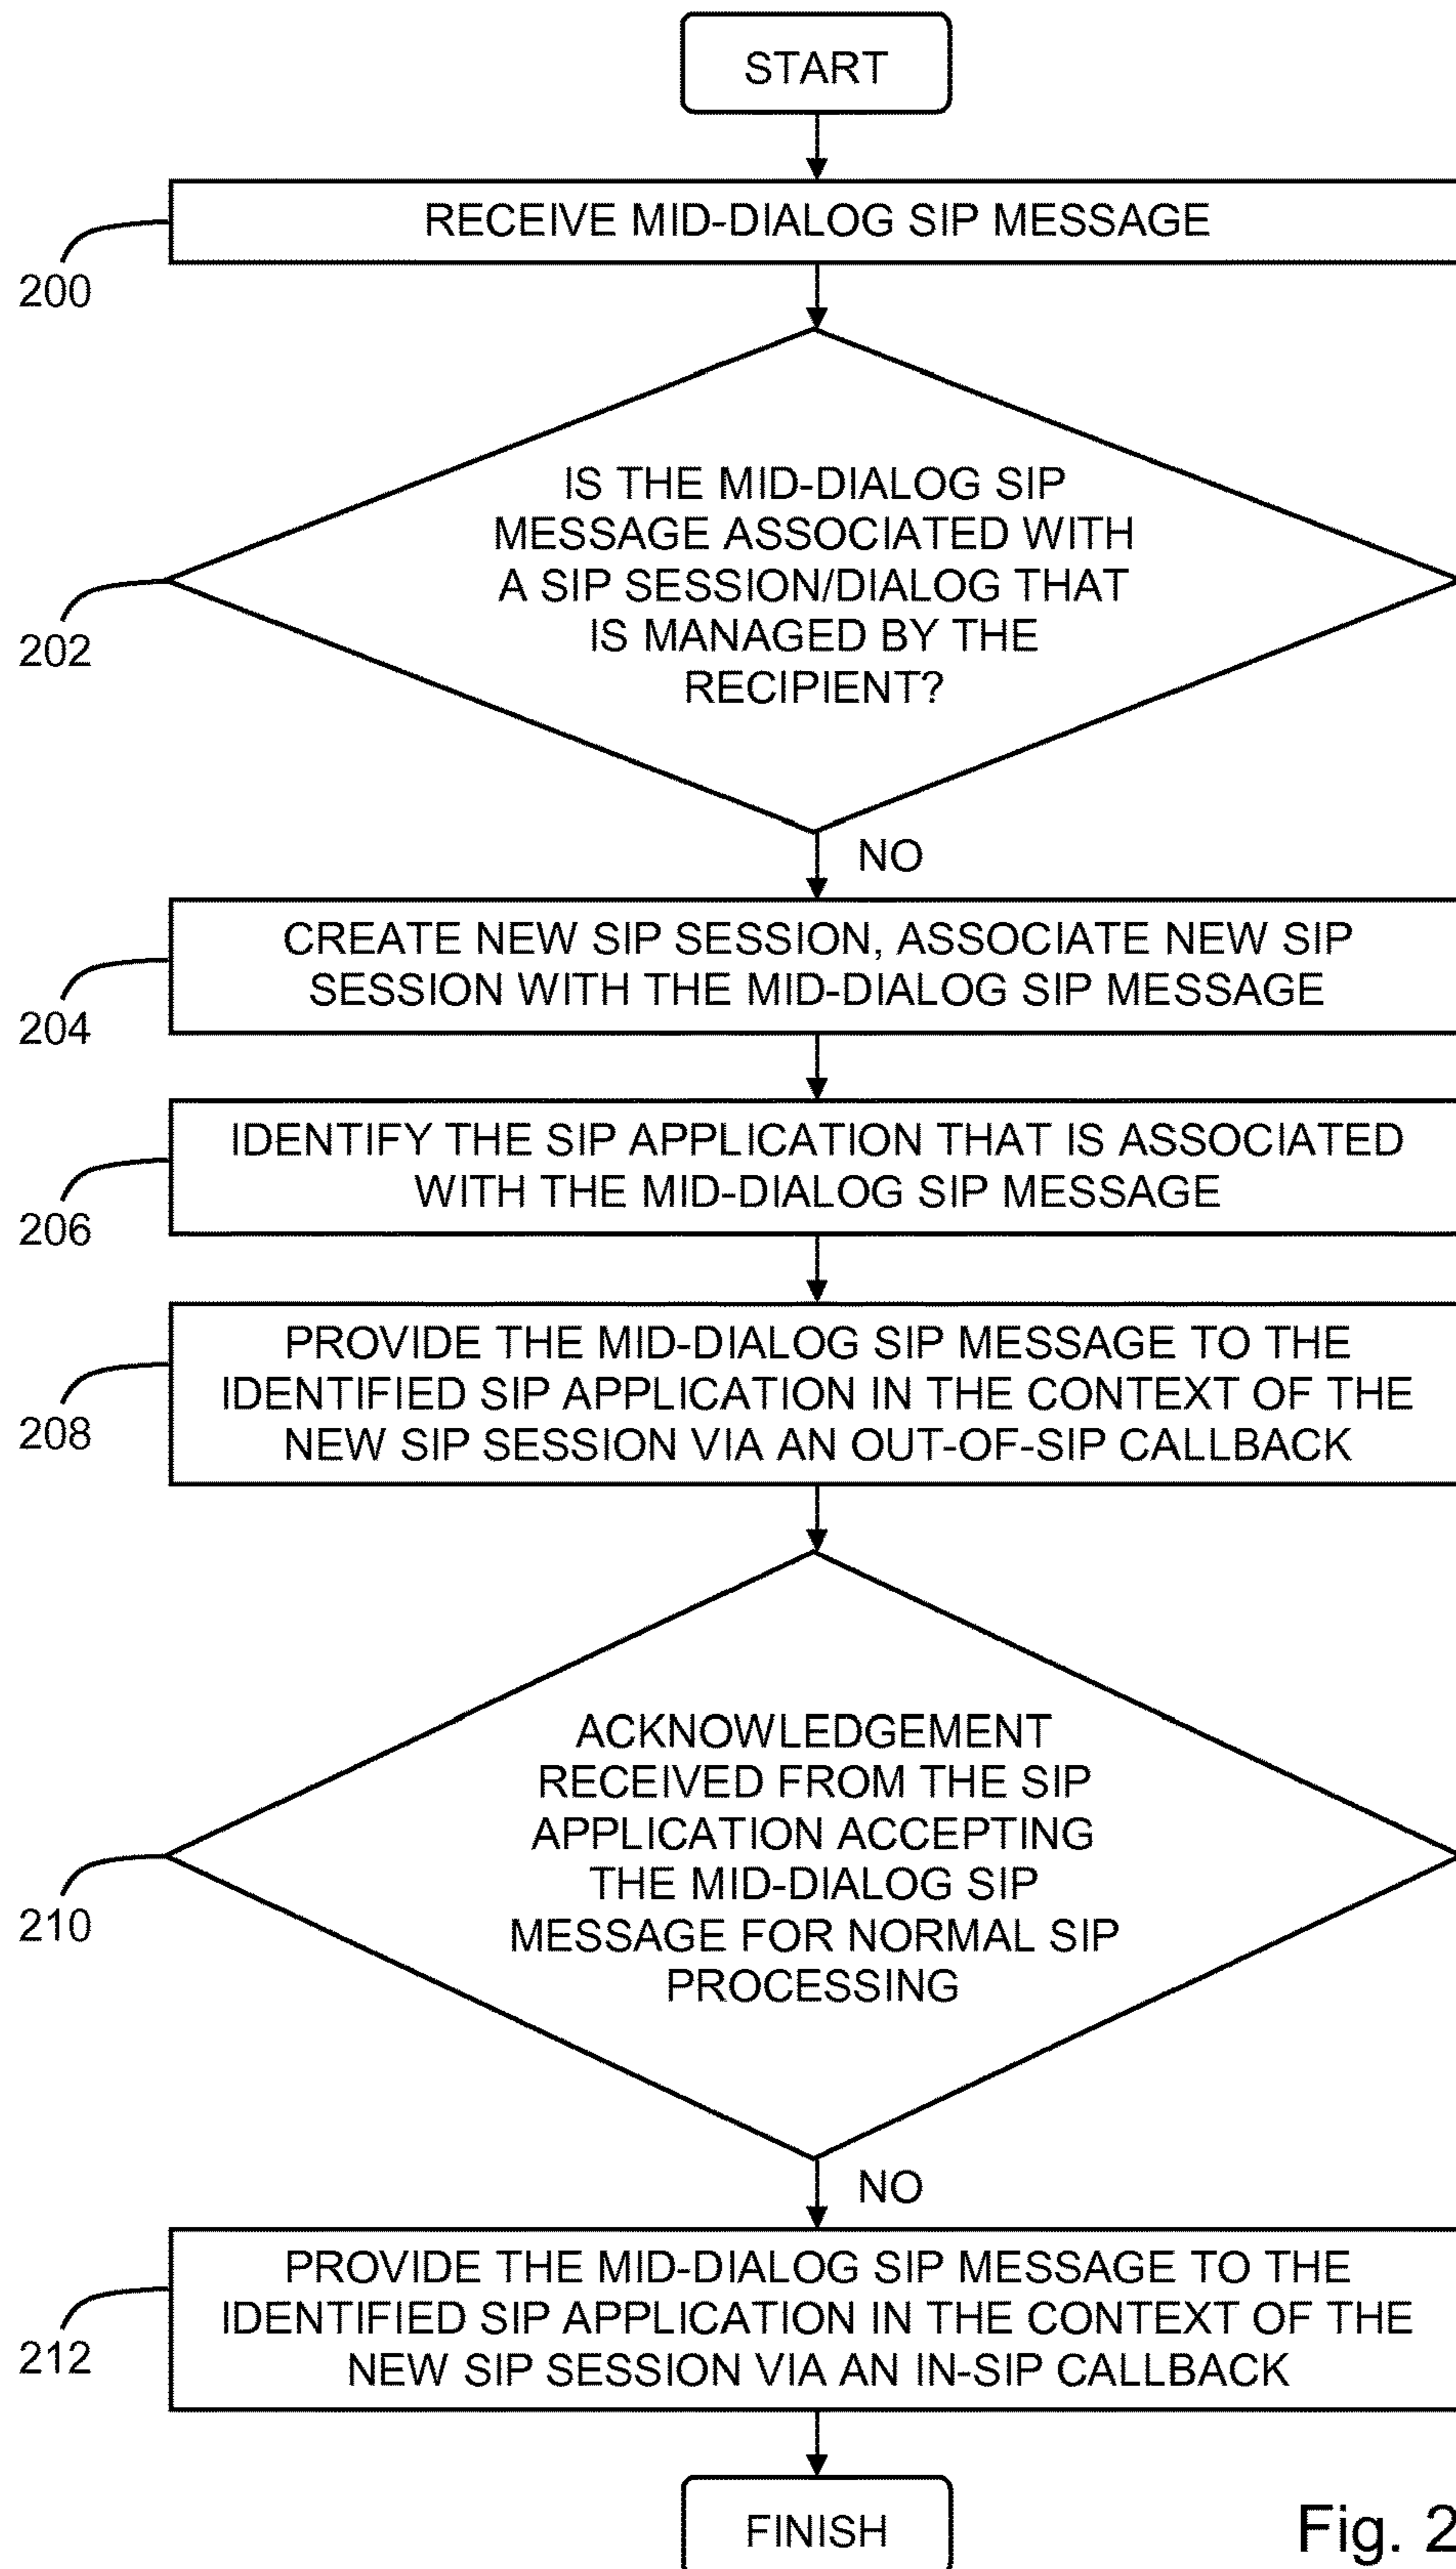 START
RECEIVE MID-DIALOG SIP MESSAGE
200
IS THE MID-DIALOG SIP
MESSAGE ASSOCIATED WITH
A SIP SESSION/DIALOG THAT
IS MANAGED BY THE
RECIPIENT?
202
NO
CREATE NEW SIP SESSION, ASSOCIATE NEW SIP
SESSION WITH THE MID-DIALOG SIP MESSAGE
204
IDENTIFY THE SIP APPLICATION THAT IS ASSOCIATED
WITH THE MID-DIALOG SIP MESSAGE
206
PROVIDE THE MID-DIALOG SIP MESSAGE TO THE
IDENTIFIED SIP APPLICATION IN THE CONTEXT OF THE
NEW SIP SESSION VIA AN OUT-OF-SIP CALLBACK
208
ACKNOWLEDGEMENT
RECEIVED FROM THE SIP
APPLICATION ACCEPTING
THE MID-DIALOG SIP
MESSAGE FOR NORMAL SIP
PROCESSING
210
NO
PROVIDE THE MID-DIALOG SIP MESSAGE TO THE
IDENTIFIED SIP APPLICATION IN THE CONTEXT OF THE
NEW SIP SESSION VIA AN IN-SIP CALLBACK
212
FINISH
Fig. 2